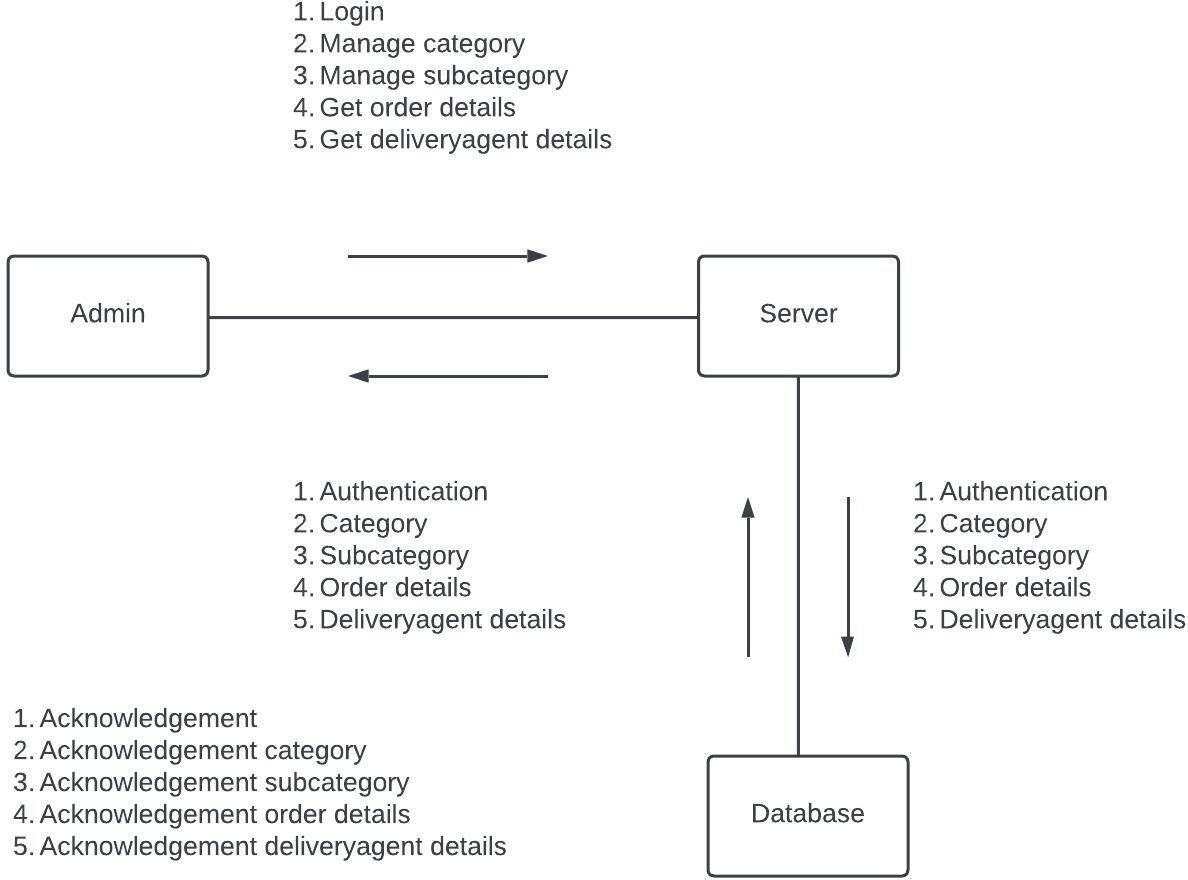 1. Login
2. Manage category
3. Manage subcategory
4. Get order details
5. Get deliveryagent details
Admin
Server
1. Authentication
2. Category
3. Subcategory
4. Order details
5. Deliveryagent details
1. Authentication
2. Category
3. Subcategory
4. Order details
5. Deliveryagent details
1. Acknowledgement
2. Acknowledgement category
3. Acknowledgement subcategory
4. Acknowledgement order details
5. Acknowledgement deliveryagent details
Database